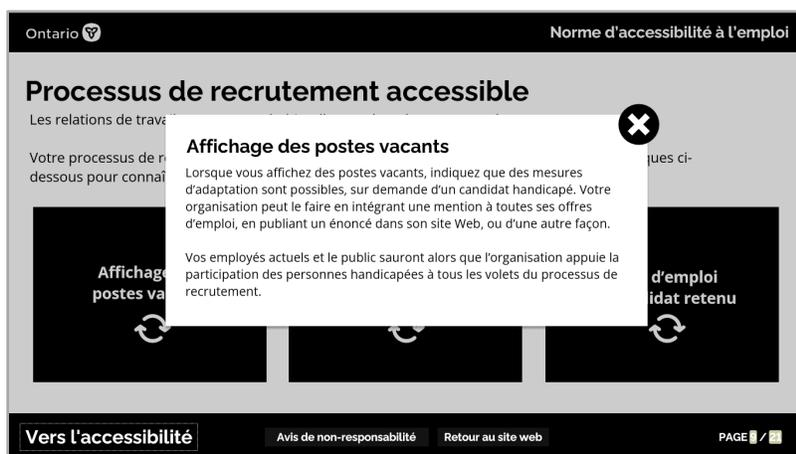 Ontario
Norme d'accessibilité à l'emploi
Processus de recrutement accessible
Les relations de
Votre processus de
ques ci-
dessous pour
Affichage des postes vacants
Lorsque vous affichez des postes vacants, indiquez que des mesures
d'adaptation sont possibles, sur demande d'un candidat handicapé. Votre
organisation peut le faire en intégrant une mention à toutes ses offres
d'emploi, en publiant un énoncé dans son site Web, ou d'une autre façon.
Vos employés actuels et le public sauront alors que l'organisation appuie la
participation des personnes handicapées à tous les volets du processus de
recrutement.
Affichage
postes
d'emploi
retenu
Vers l'accessibilité
Avis de non-responsabilité
Retour au site web
PAGE 9 / 21